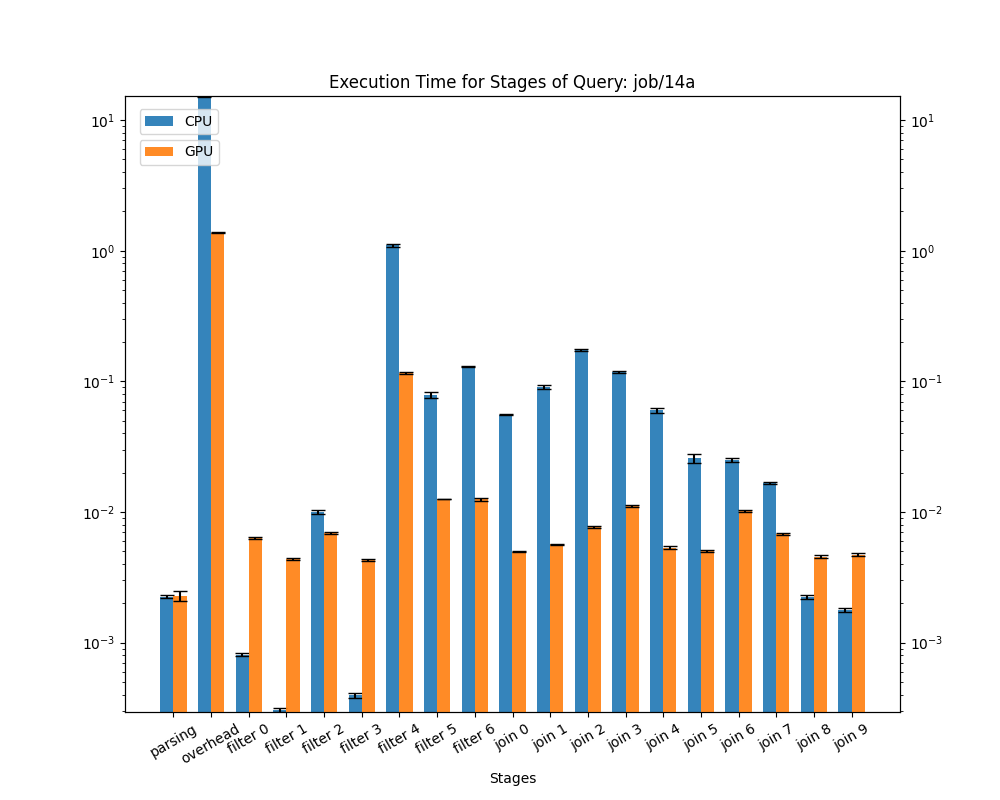 Execution Time for Stages of Query: job/14a
CPU
GPU
10¹
10⁰
10⁻¹
10⁻²
10⁻³
10¹
10⁰
10⁻¹
10⁻²
10⁻³
parsing
overhead
filter 0
filter 1
filter 2
filter 3
filter 4
filter 5
filter 6
join 0
join 1
join 2
join 3
join 4
join 5
join 6
join 7
join 8
join 9
Stages